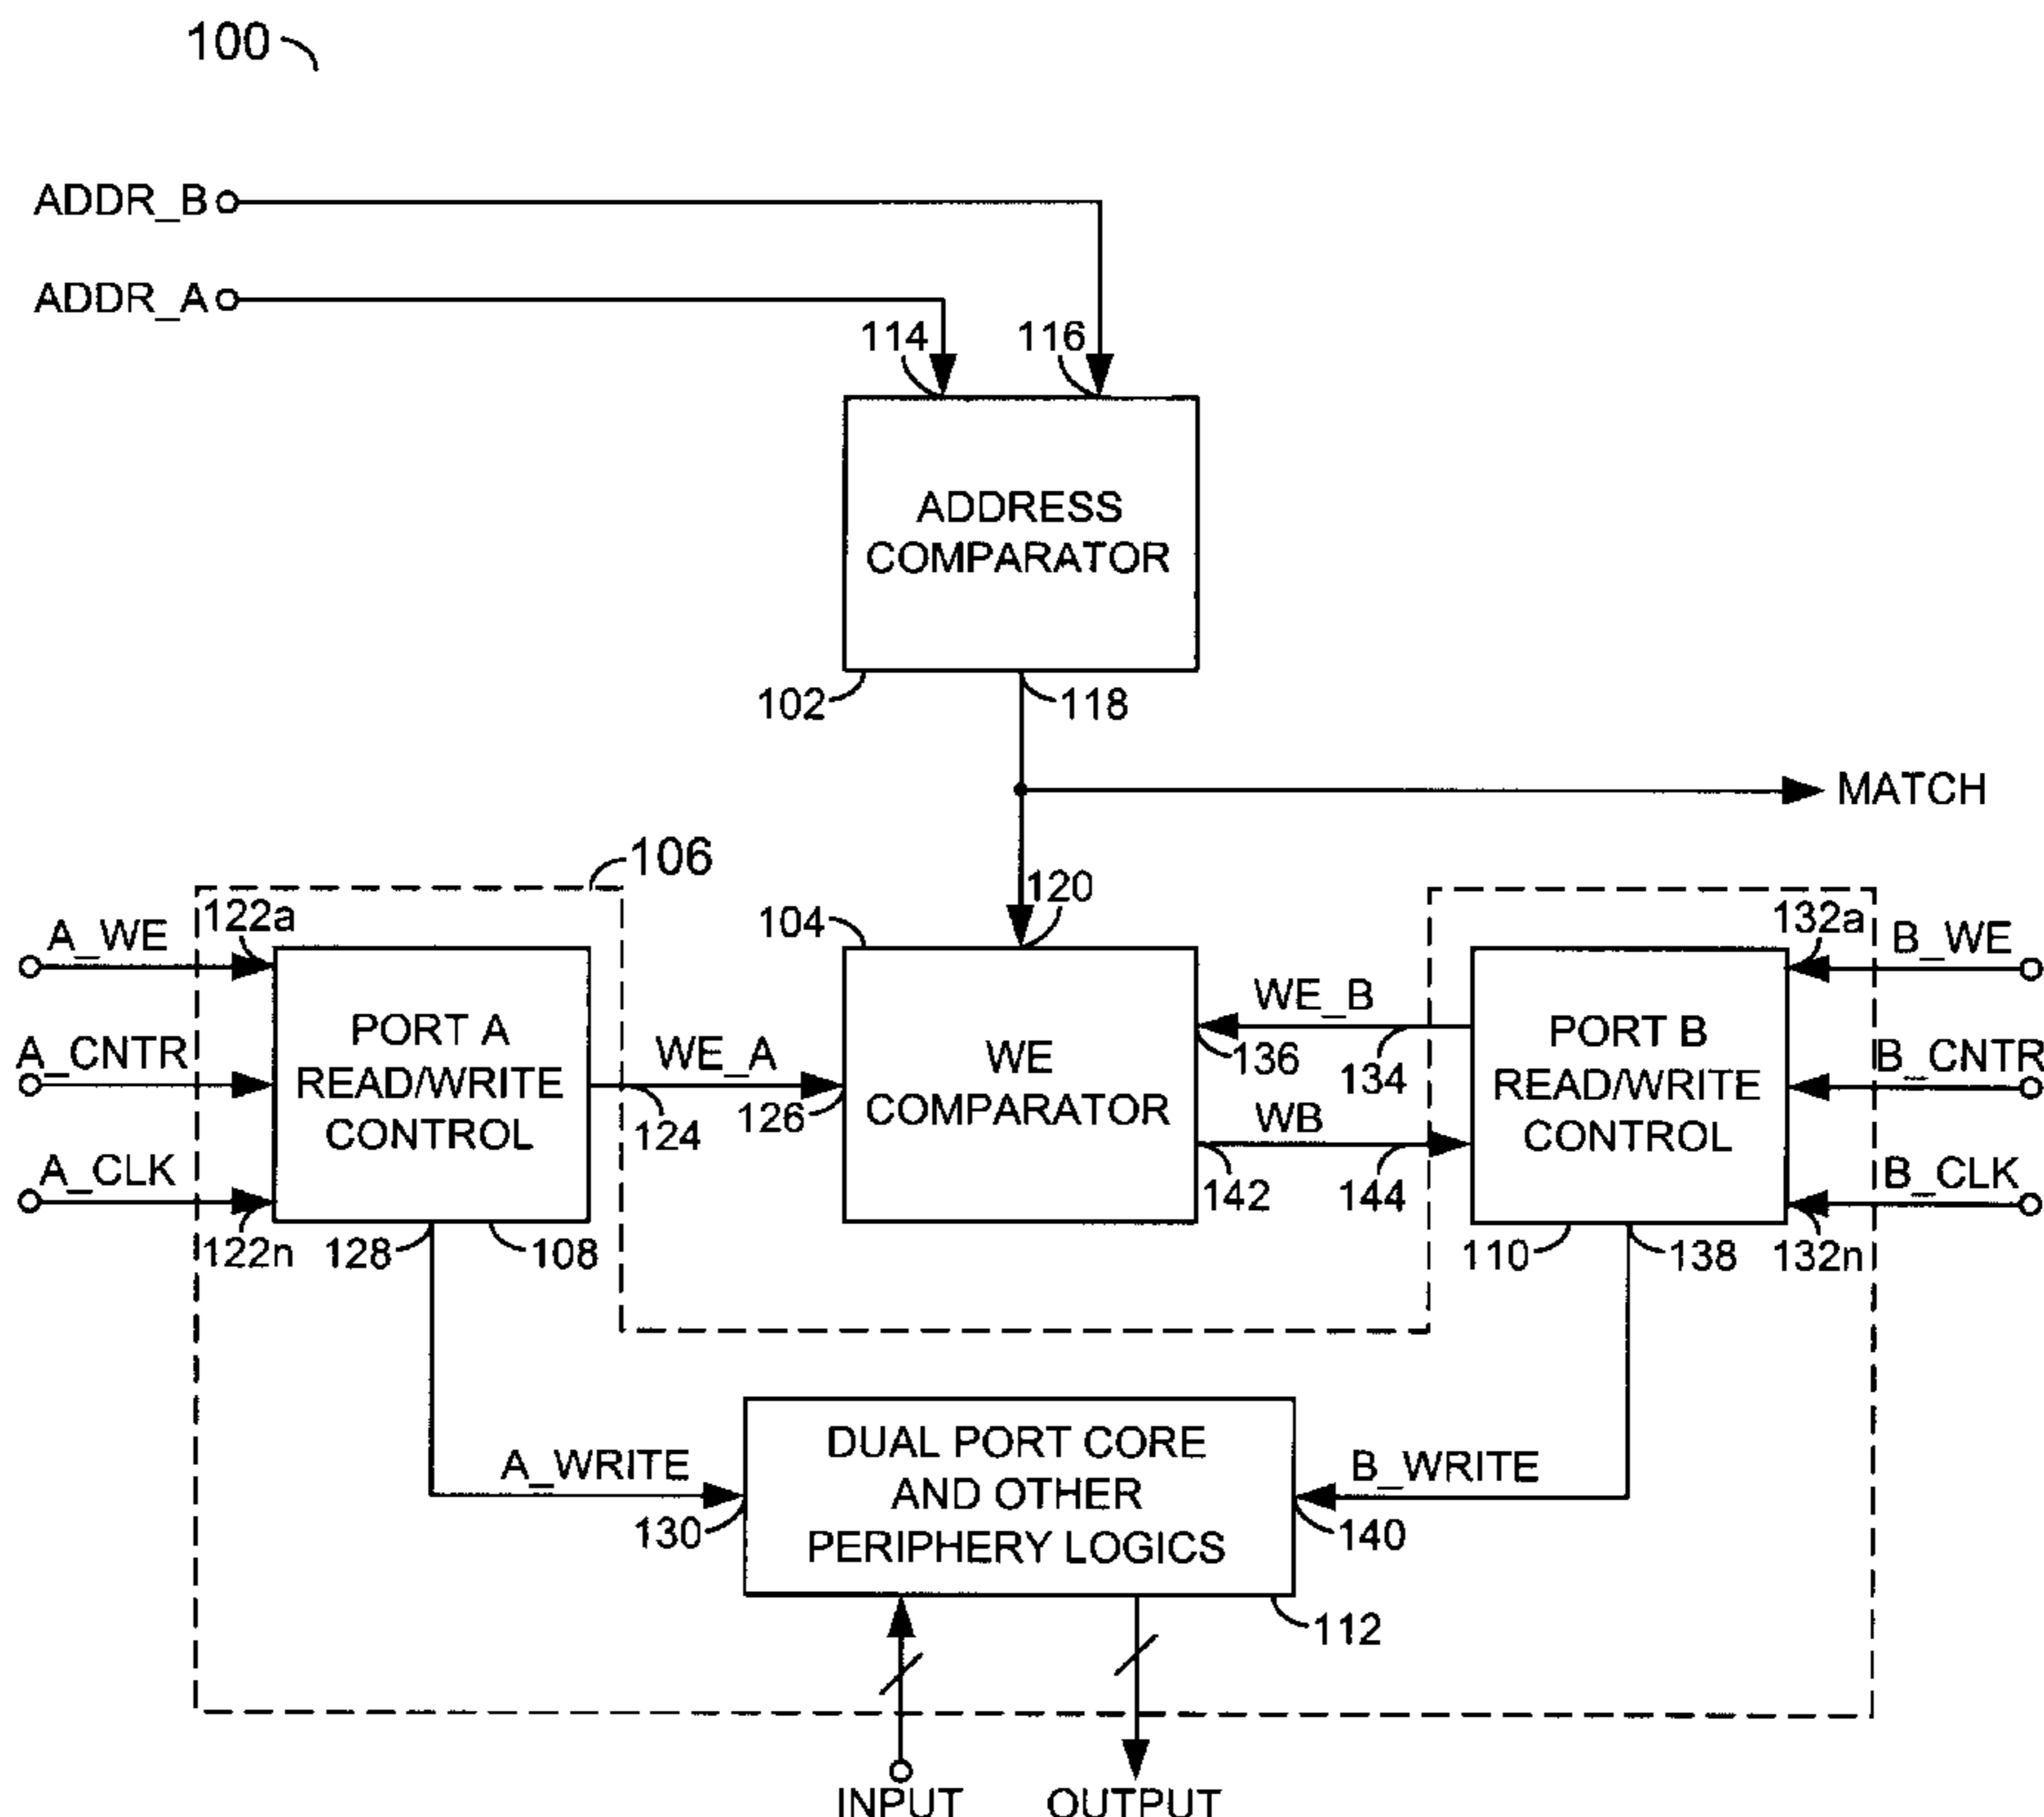 100
ADDR_B
ADDR_A
114
116
ADDRESS
COMPARATOR
102
118
MATCH
106
120
104
122a
132a
A_WE
B_WE
PORT A
READ/WRITE
CONTROL
A_CNTR
A_CLK
WE_A
124
126
WE
COMPARATOR
WE_B
136
134
WB
142
144
PORT B
READ/WRITE
CONTROL
B_CNTR
B_CLK
122n
128
108
110
138
132n
A_WRITE
130
DUAL PORT CORE
AND OTHER
PERIPHERY LOGICS
B_WRITE
140
112
INPUT
OUTPUT